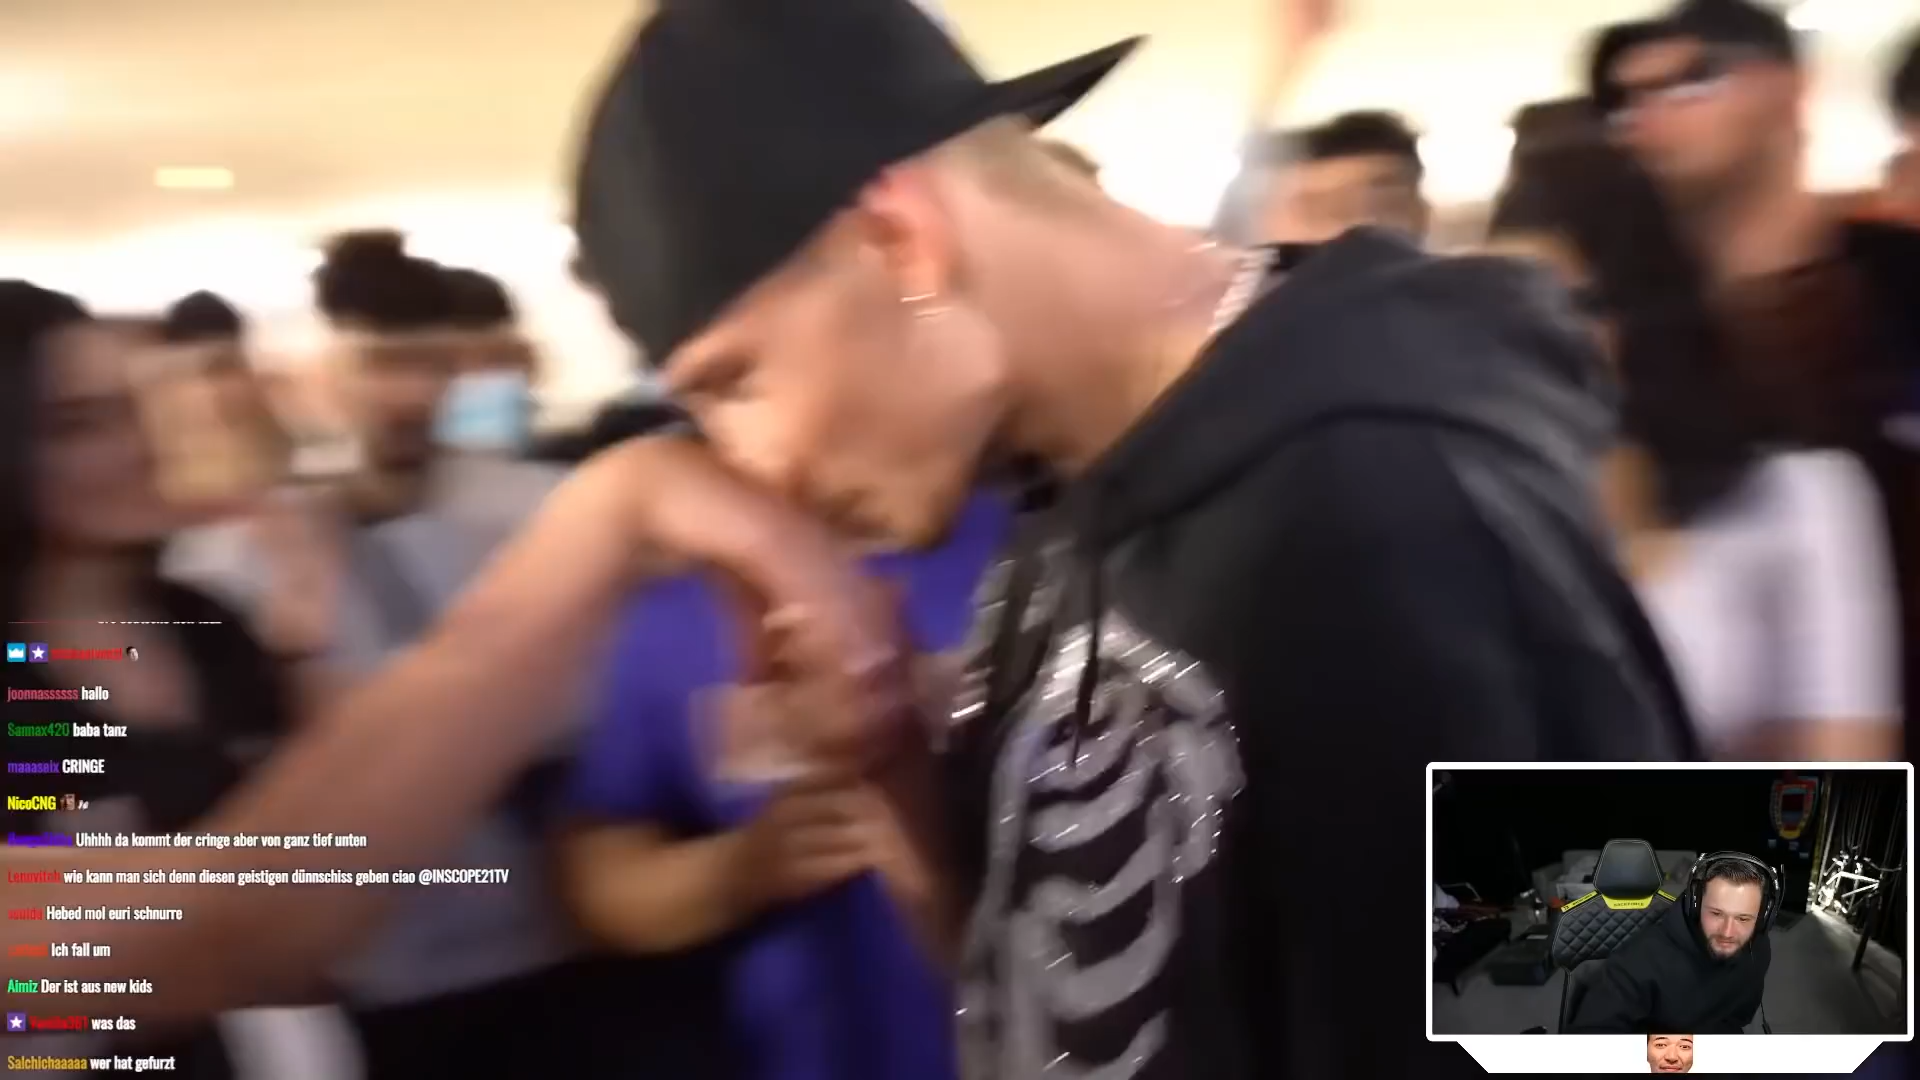 joonnassssss hallo
Samax420 baba tanz
maaaseix CRINGE
NicoCNG
Uhhhh da kommt der cringe aber von ganz tief unten
Lenovitch wie kann man sich denn diesen geistigen dünnschiss geben ciao @INSCOPE21TV
Hebed mol euri schnurre
Ich fall um
Aimiz Der ist aus new kids
was das
Salchichaaaaa wer hat gefurzt